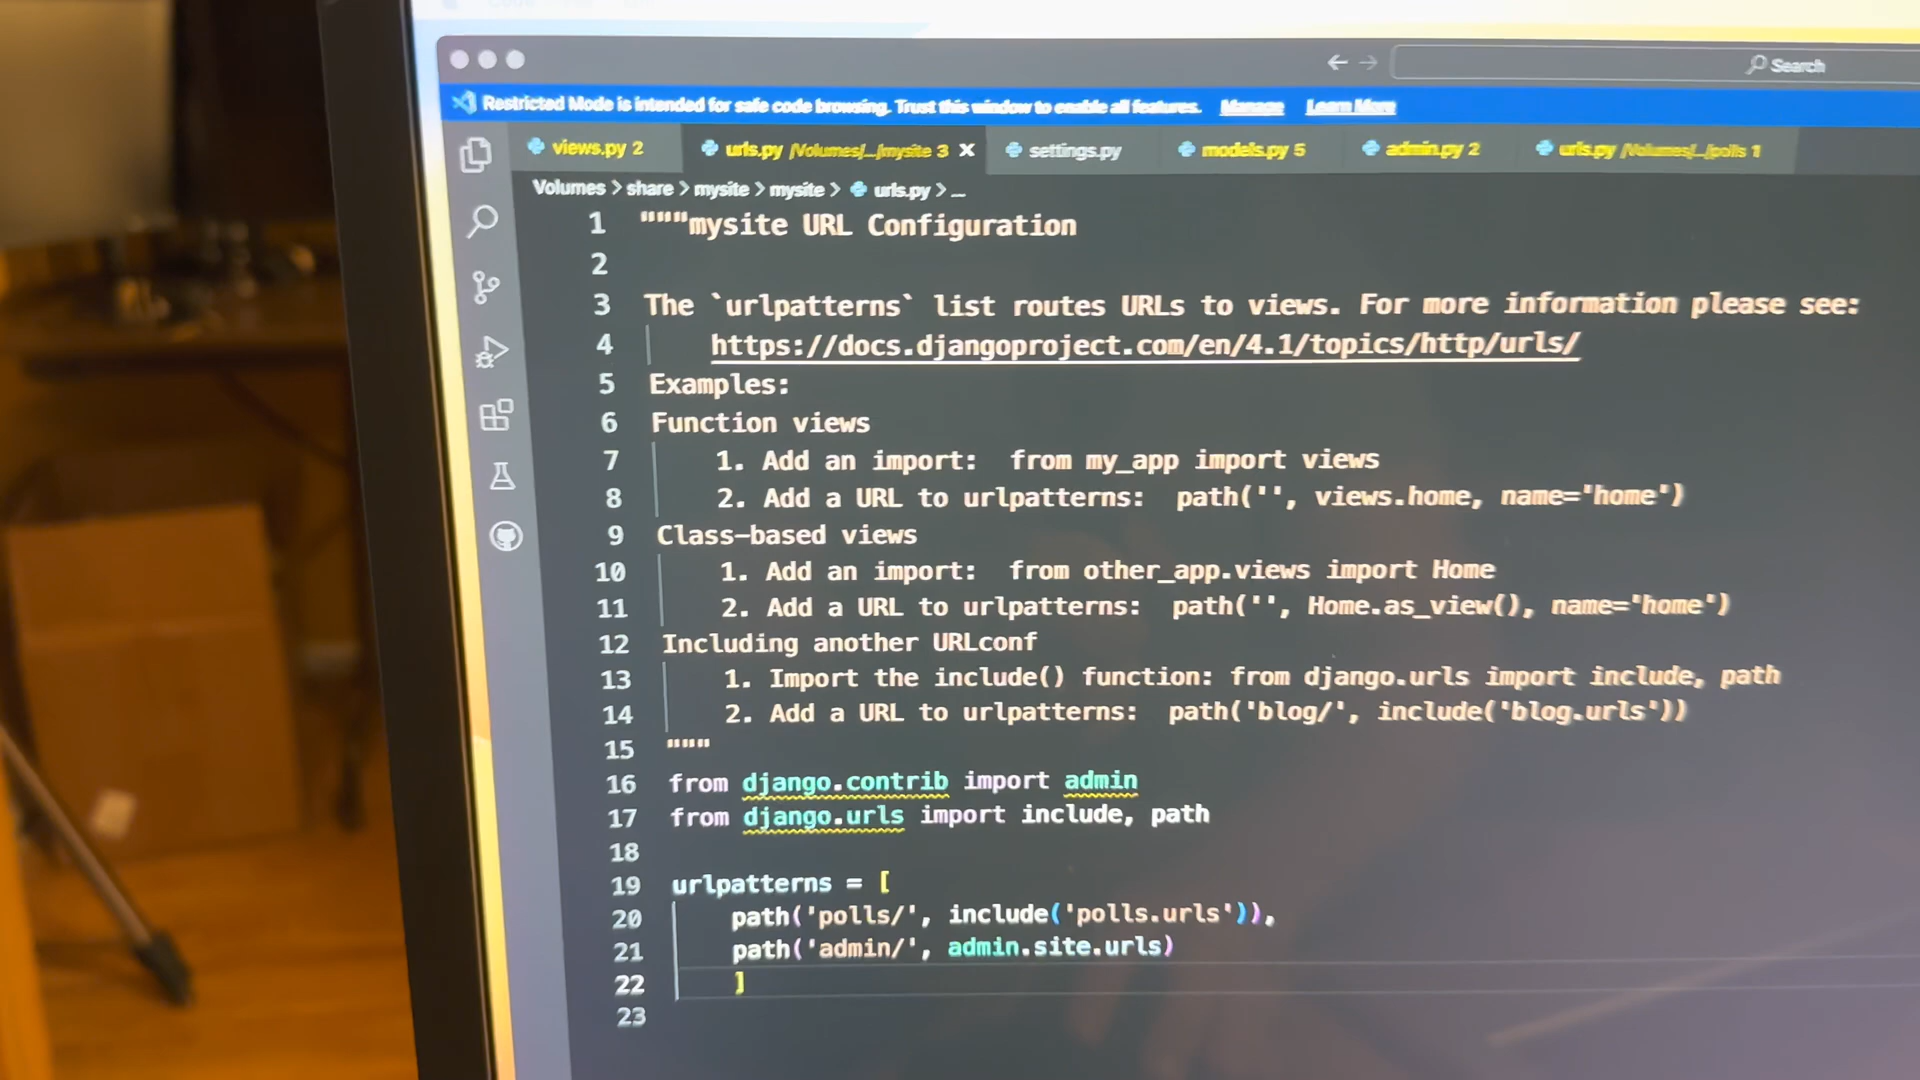 Search
Restricted Mode is intended for safe code browsing. Trust this window to enable all features. Manage Learn More
views.py 2 urls.py /Volumes/.../mysite 3 settings.py models.py 5 admin.py 2 urls.py /Volumes/.../polls 1
Volumes > share > mysite > mysite > urls.py > ...
1 """mysite URL Configuration
2
3 The `urlpatterns` list routes URLs to views. For more information please see:
4 https://docs.djangoproject.com/en/4.1/topics/http/urls/
5 Examples:
6 Function views
7 1. Add an import:  from my_app import views
8 2. Add a URL to urlpatterns:  path('', views.home, name='home')
9 Class-based views
10 1. Add an import:  from other_app.views import Home
11 2. Add a URL to urlpatterns:  path('', Home.as_view(), name='home')
12 Including another URLconf
13 1. Import the include() function: from django.urls import include, path
14 2. Add a URL to urlpatterns:  path('blog/', include('blog.urls'))
15 """
16 from django.contrib import admin
17 from django.urls import include, path
18
19 urlpatterns = [
20 path('polls/', include('polls.urls')),
21 path('admin/', admin.site.urls)
22 ]
23